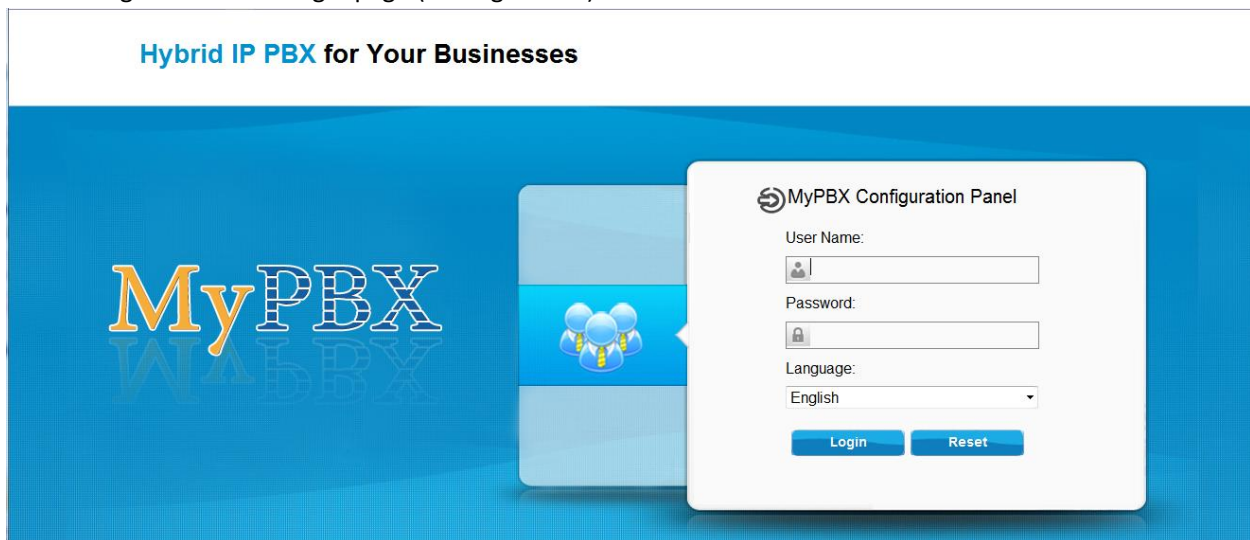 Hybrid IP PBX for Your Businesses
MyPBX
MyPBX Configuration Panel
User Name:
Password:
Language:
English
Login Reset